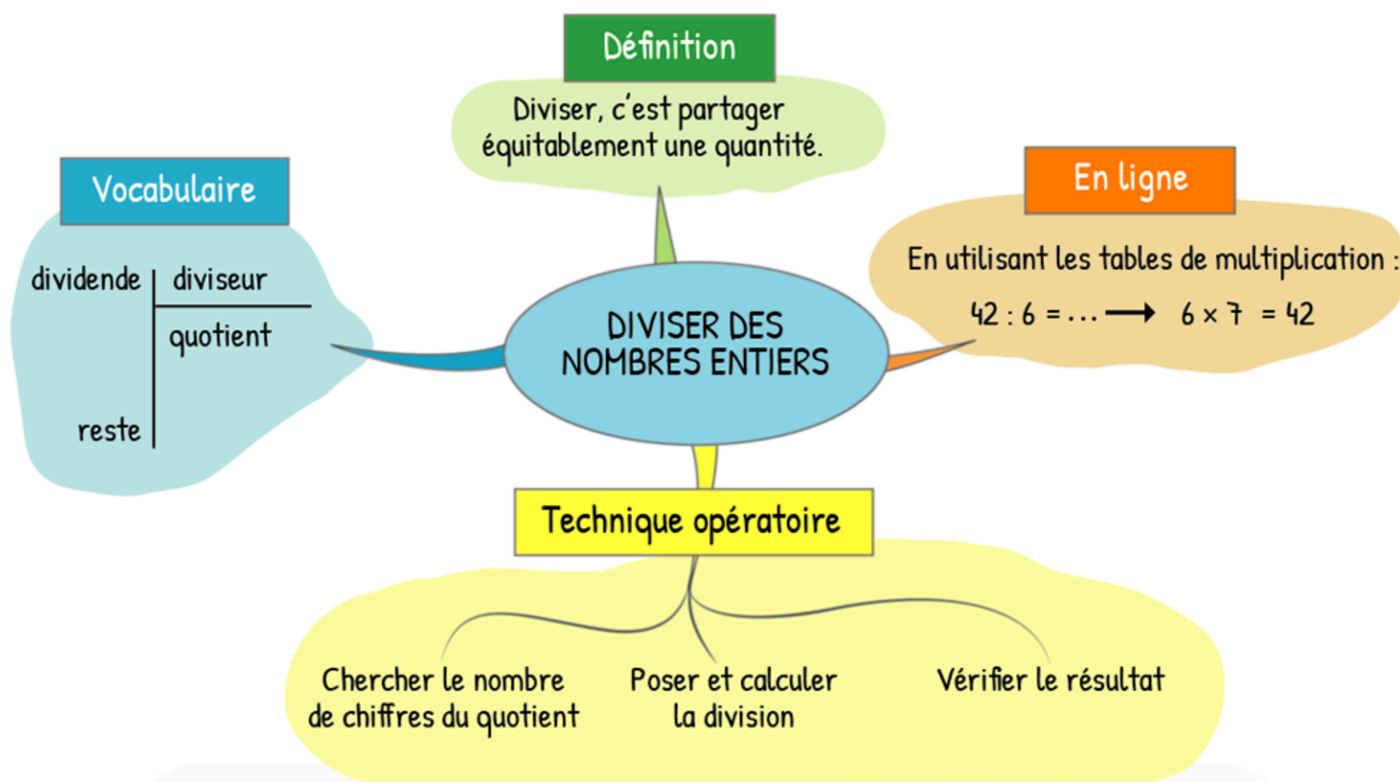 Définition
Diviser, c'est partager
équitablement une quantité.
Vocabulaire
dividende diviseur
quotient
reste
En ligne
En utilisant les tables de multiplication :
42 : 6 = ... → 6 × 7 = 42
DIVISER DES
NOMBRES ENTIERS
Technique opératoire
Chercher le nombre
de chiffres du quotient
Poser et calculer
la division
Vérifier le résultat